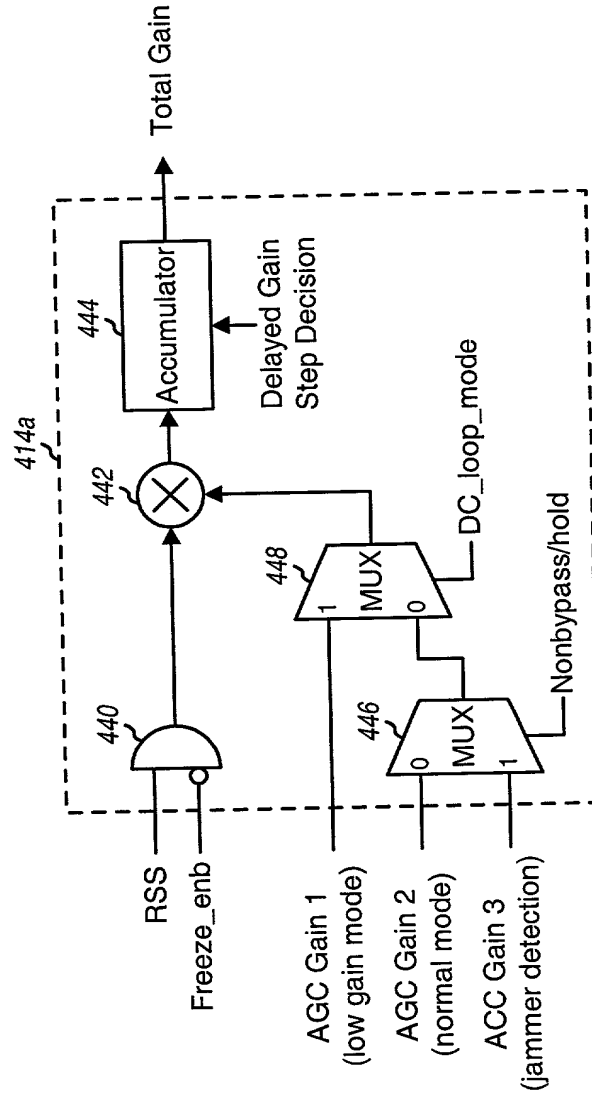 414a
444
Accumulator
Total Gain
Delayed Gain
Step Decision
442
440
RSS
Freeze_enb
448
1
MUX
0
DC_loop_mode
446
0
MUX
1
Nonbypass/hold
AGC Gain 1
(low gain mode)
AGC Gain 2
(normal mode)
ACC Gain 3
(jammer detection)